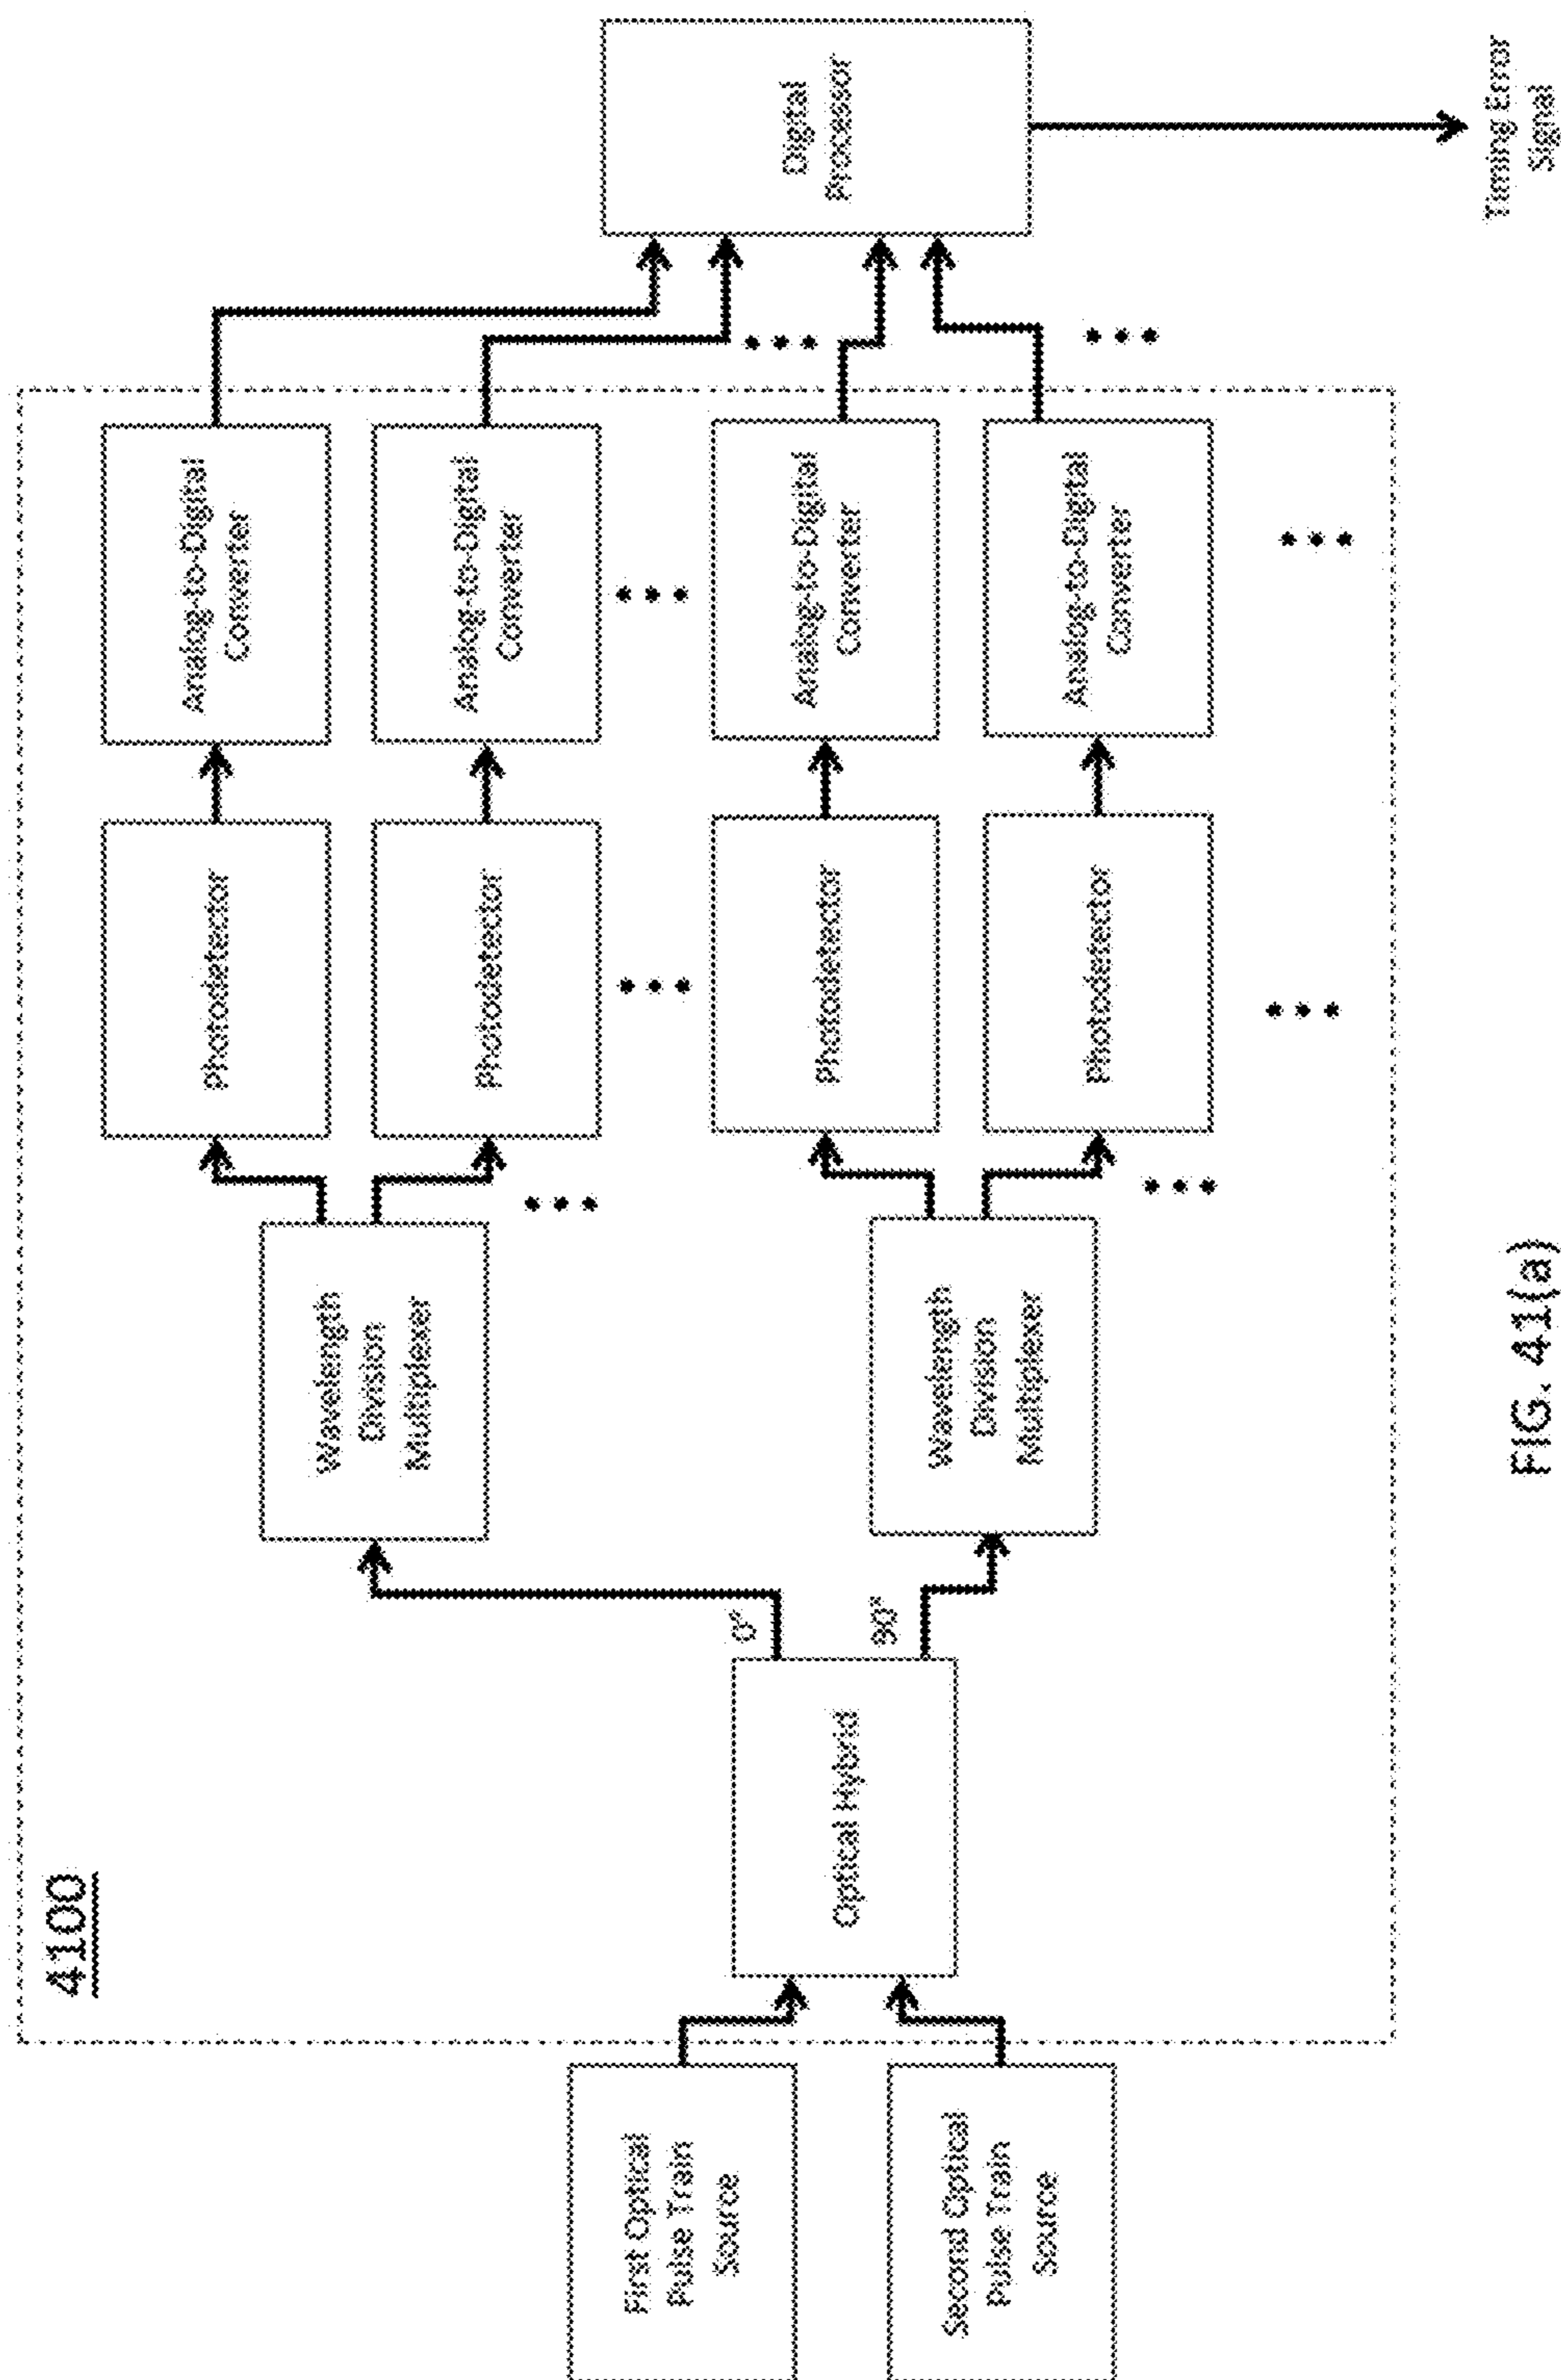 4100
First Optical
Pulse Train
Source
Second Optical
Pulse Train
Source
Optical Hybrid
0°
90°
Wavelength
Division
Multiplexer
Wavelength
Division
Multiplexer
Photodetector
Photodetector
Photodetector
Photodetector
Analog-to-Digital
Converter
Analog-to-Digital
Converter
Analog-to-Digital
Converter
Analog-to-Digital
Converter
Digital
Processor
Timing Error
Signal
FIG. 41(a)